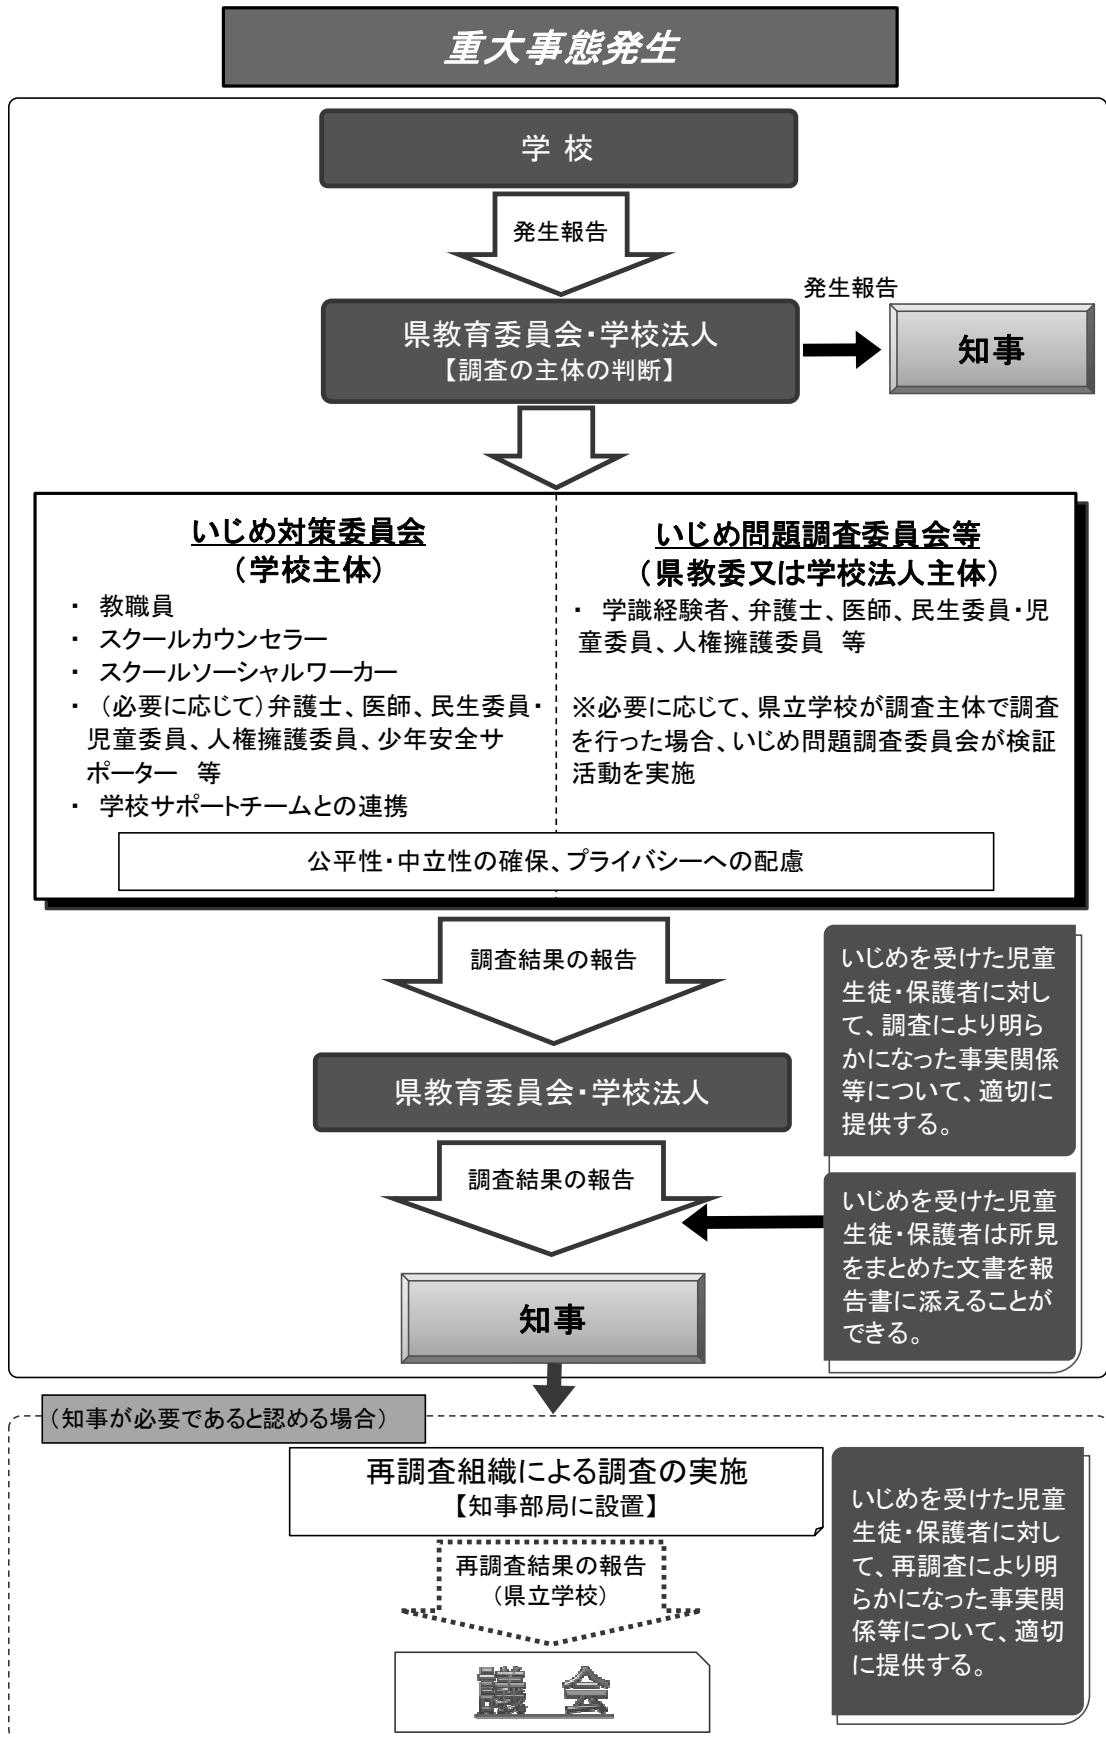 重大事態発生
学 校
発生報告
発生報告
県教育委員会・学校法人
【調査の主体の判断】
知事
いじめ対策委員会
（学校主体）
・ 教職員
・ スクールカウンセラー
・ スクールソーシャルワーカー
・ （必要に応じて）弁護士、医師、民生委員・
児童委員、人権擁護委員、少年安全サ
ポーター 等
・ 学校サポートチームとの連携
いじめ問題調査委員会等
（県教委又は学校法人主体）
・ 学識経験者、弁護士、医師、民生委員・児
童委員、人権擁護委員 等
※必要に応じて、県立学校が調査主体で調査
を行った場合、いじめ問題調査委員会が検証
活動を実施
公平性・中立性の確保、プライバシーへの配慮
調査結果の報告
いじめを受けた児童
生徒・保護者に対し
て、調査により明ら
かになった事実関係
等について、適切に
提供する。
県教育委員会・学校法人
調査結果の報告
いじめを受けた児童
生徒・保護者は所見
をまとめた文書を報
告書に添えることが
できる。
知事
（知事が必要であると認める場合）
再調査組織による調査の実施
【知事部局に設置】
再調査結果の報告
（県立学校）
議 会
いじめを受けた児童
生徒・保護者に対し
て、再調査により明
らかになった事実関
係等について、適切
に提供する。